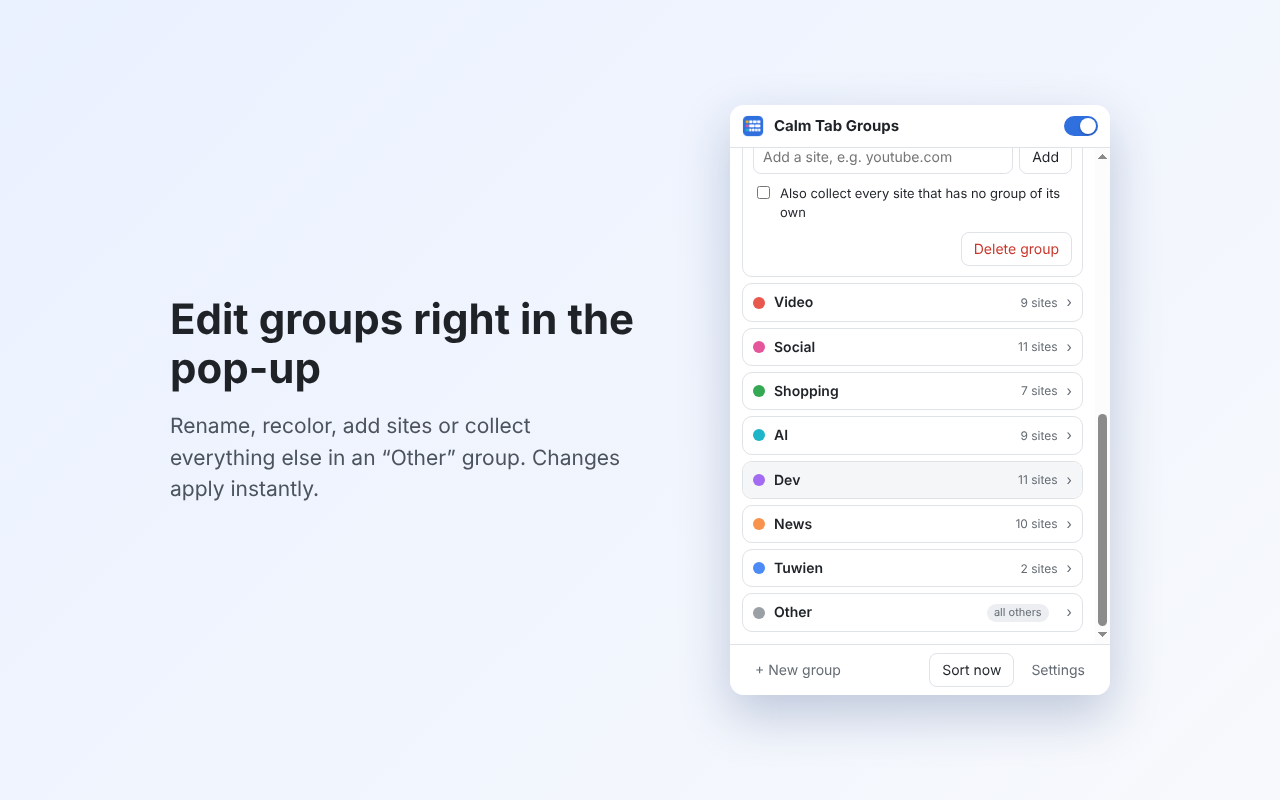 Edit groups right in the
pop-up
Rename, recolor, add sites or collect
everything else in an “Other” group. Changes
apply instantly.
Calm Tab Groups
Add a site, e.g. youtube.com
Add
Also collect every site that has no group of its
own
Delete group
Video 9 sites ›
Social 11 sites ›
Shopping 7 sites ›
AI 9 sites ›
Dev 11 sites ›
News 10 sites ›
Tuwien 2 sites ›
Other all others ›
+ New group Sort now Settings